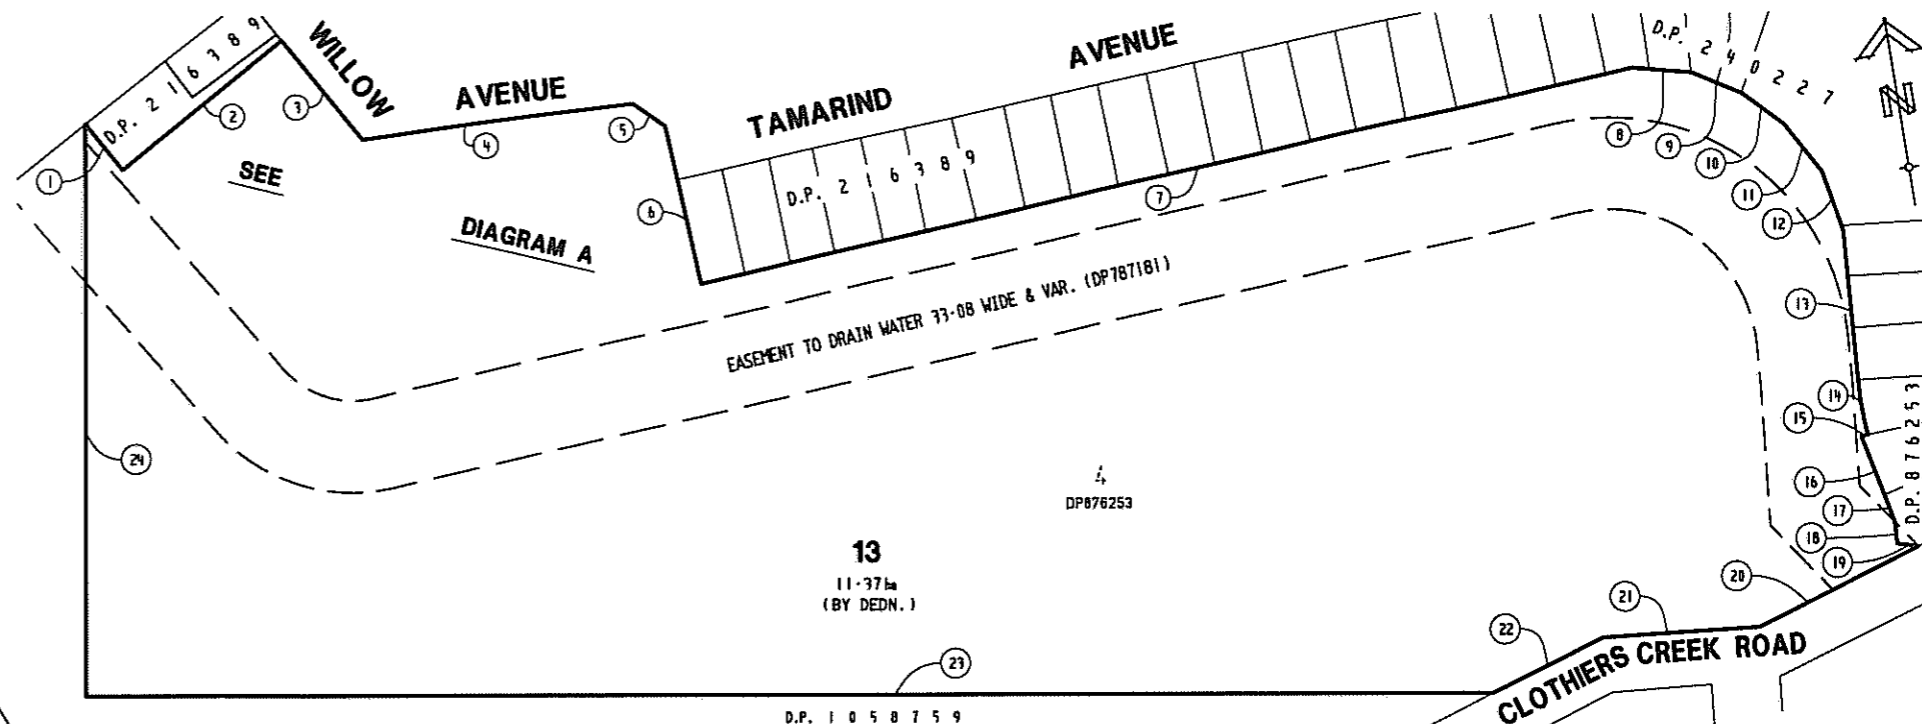 D.P. 216389
WILLOW
AVENUE
TAMARIND
AVENUE
D.P. 240227
N
1
2
3
4
5
6
7
8
9
10
11
12
13
14
15
16
17
18
19
20
21
22
23
24
SEE
DIAGRAM A
D.P. 216389
EASEMENT TO DRAIN WATER 33·08 WIDE & VAR. (DP787181)
4
DP876253
13
11·37ha
(BY DEDN.)
D.P. 876253
CLOTHIERS CREEK ROAD
D.P. 1058759